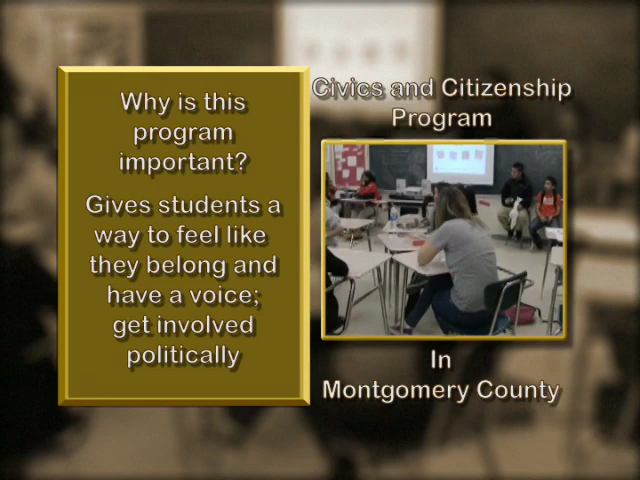 Why is this
program
important?
Gives students a
way to feel like
they belong and
have a voice;
get involved
politically
Civics and Citizenship
Program
In
Montgomery County